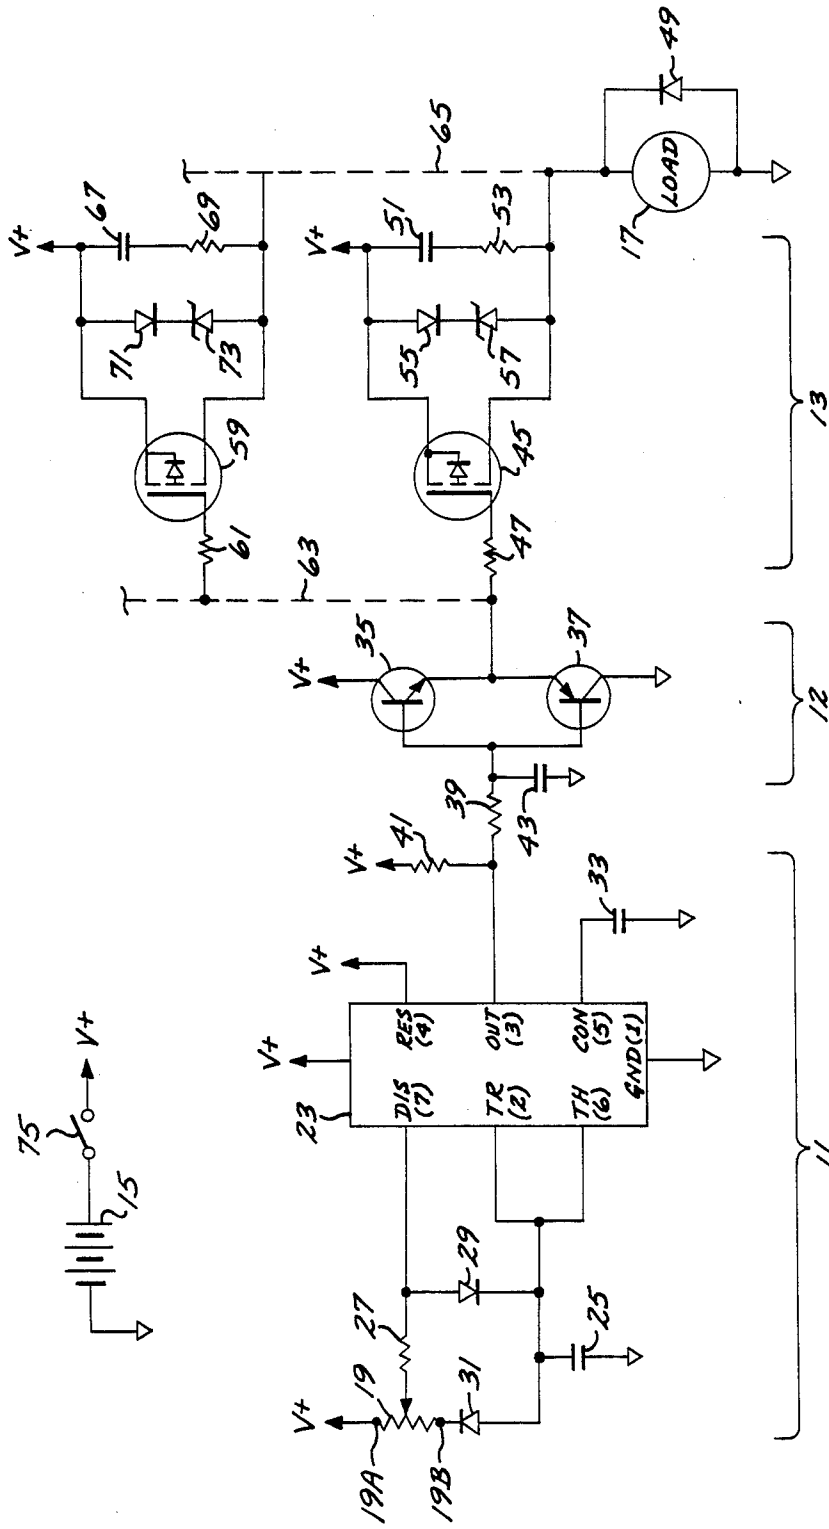 75
V+
15
V+
19A
19
27
19B
31
29
25
V+
23
DIS
(7)
RES
(4)
V+
TR
(2)
OUT
(3)
TH
(6)
CON
(5)
GND(1)
33
V+
41
39
43
V+
35
37
63
61
59
47
45
V+
71
73
67
69
V+
55
57
51
53
65
17
LOAD
49
11
12
13